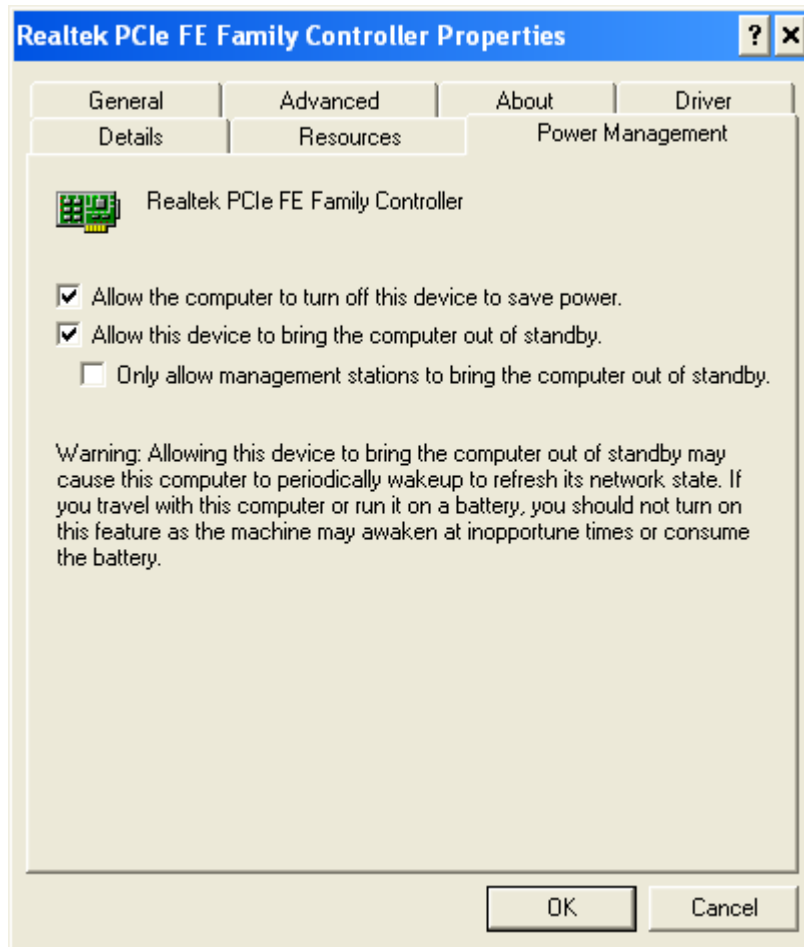 Realtek PCIe FE Family Controller Properties
General Advanced About Driver
Details Resources Power Management
Realtek PCIe FE Family Controller
Allow the computer to turn off this device to save power.
Allow this device to bring the computer out of standby.
Only allow management stations to bring the computer out of standby.
Warning: Allowing this device to bring the computer out of standby may
cause this computer to periodically wakeup to refresh its network state. If
you travel with this computer or run it on a battery, you should not turn on
this feature as the machine may awaken at inopportune times or consume
the battery.
OK Cancel